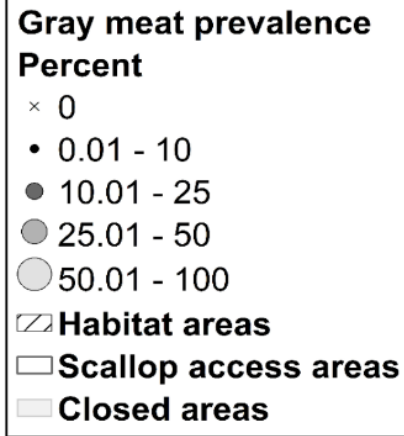 Gray meat prevalence
Percent
× 0
0.01 - 10
10.01 - 25
25.01 - 50
50.01 - 100
Habitat areas
Scallop access areas
Closed areas